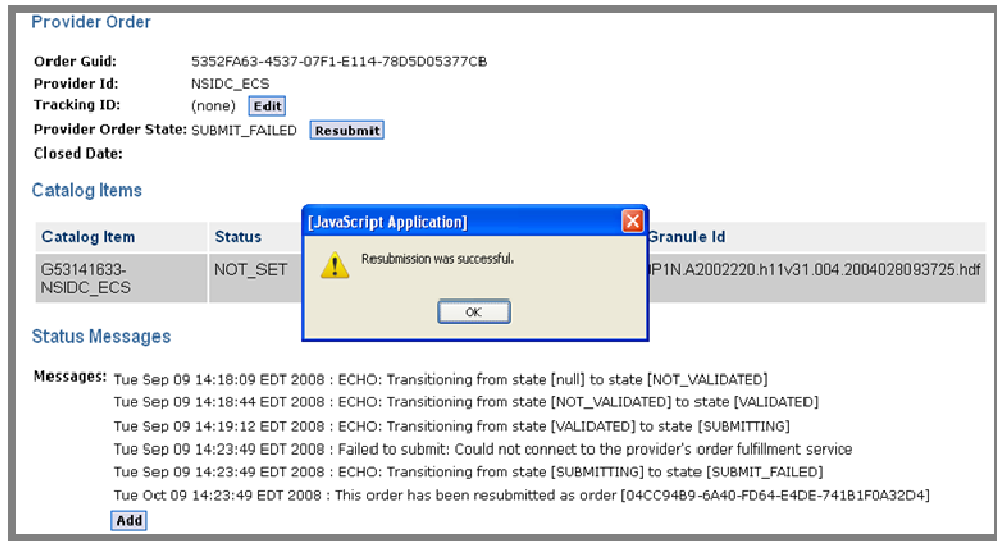 Provider Order
Order Guid: 5352FA63-4537-07F1-E114-78D5D05377CB
Provider Id: NSIDC_ECS
Tracking ID: (none) Edit
Provider Order State: SUBMIT_FAILED Resubmit
Closed Date:
Catalog Items
Catalog Item Status Granule Id
G53141633-NSIDC_ECS NOT_SET IP1N.A2002220.h11v31.004.2004028093725.hdf
[JavaScript Application]
Resubmission was successful.
OK
Status Messages
Messages: Tue Sep 09 14:18:09 EDT 2008 : ECHO: Transitioning from state [null] to state [NOT_VALIDATED]
Tue Sep 09 14:18:44 EDT 2008 : ECHO: Transitioning from state [NOT_VALIDATED] to state [VALIDATED]
Tue Sep 09 14:19:12 EDT 2008 : ECHO: Transitioning from state [VALIDATED] to state [SUBMITTING]
Tue Sep 09 14:23:49 EDT 2008 : Failed to submit: Could not connect to the provider's order fulfillment service
Tue Sep 09 14:23:49 EDT 2008 : ECHO: Transitioning from state [SUBMITTING] to state [SUBMIT_FAILED]
Tue Oct 09 14:23:49 EDT 2008 : This order has been resubmitted as order [04CC94B9-6A40-FD64-E4DE-741B1F0A32D4]
Add